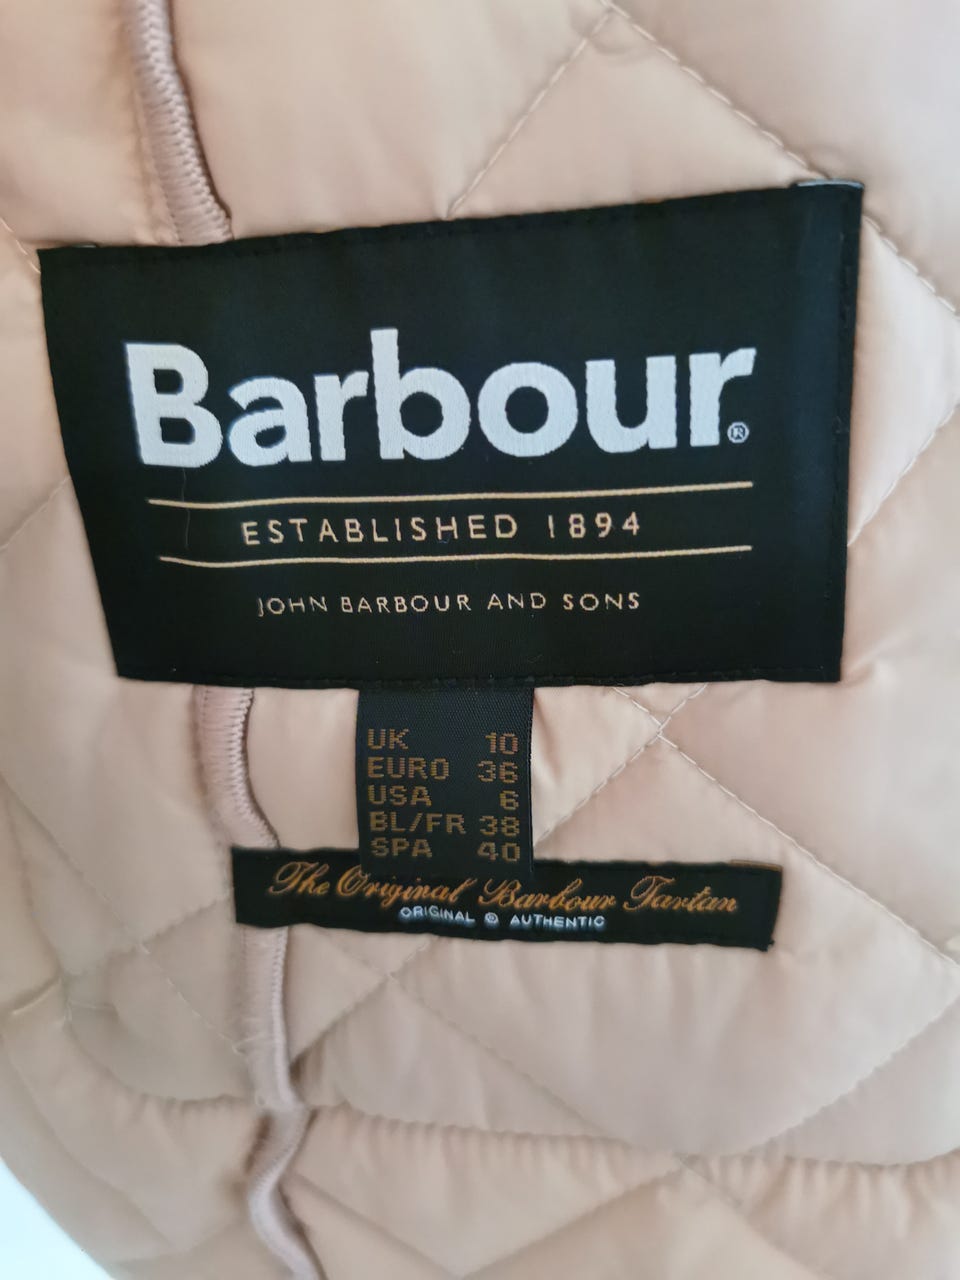 Barbour®
ESTABLISHED 1894
JOHN BARBOUR AND SONS
UK 10
EURO 36
USA 6
BL/FR 38
SPA 40
The Original Barbour Tartan
ORIGINAL ® AUTHENTIC